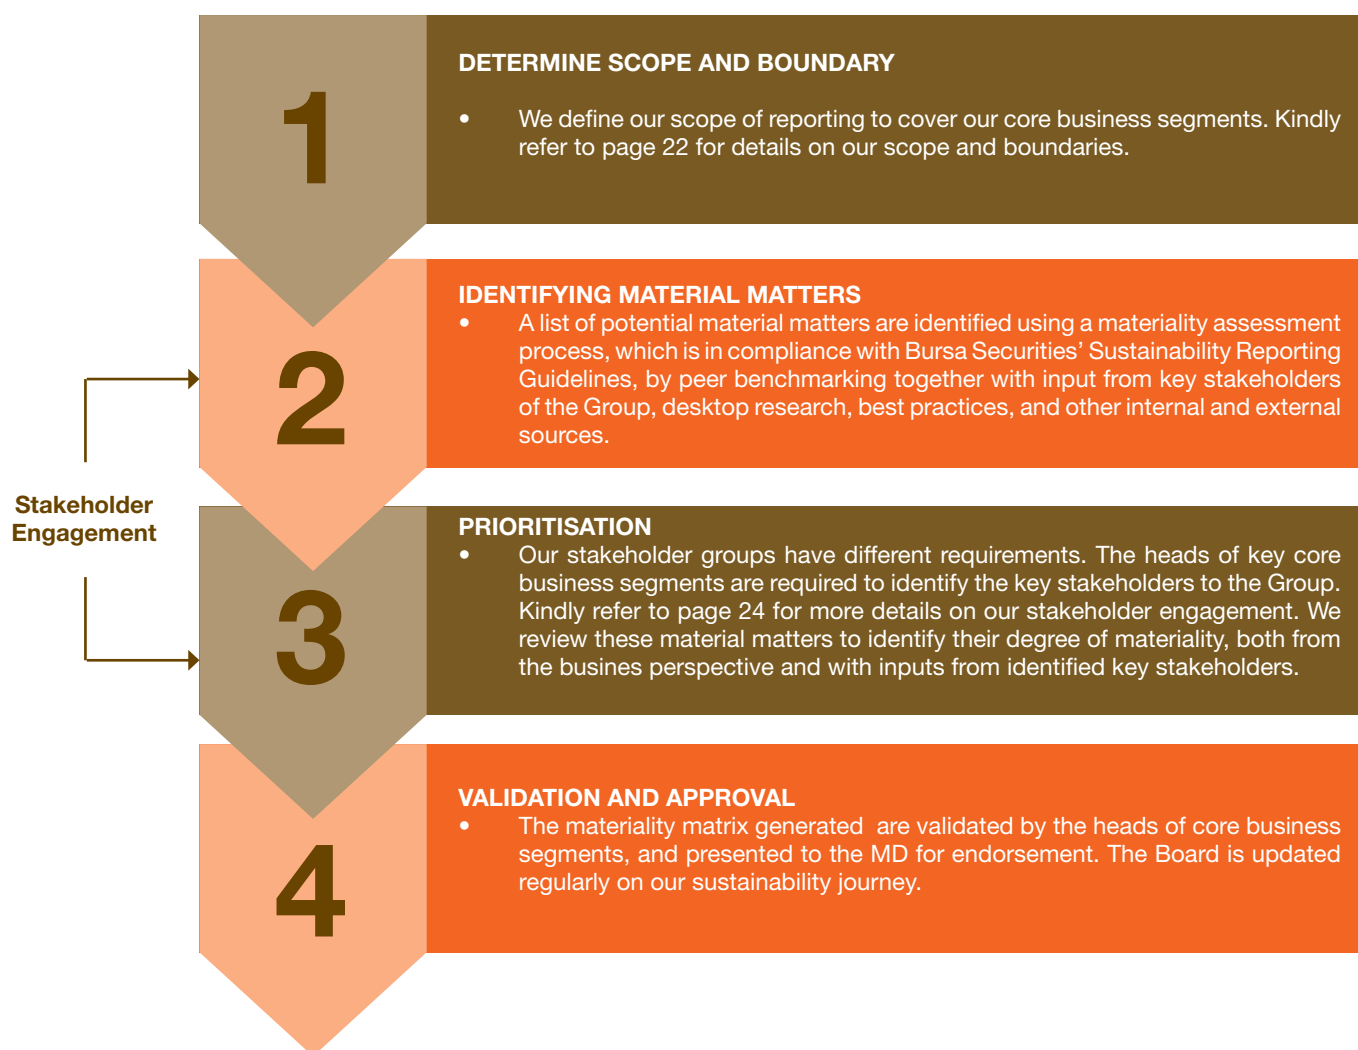 1
DETERMINE SCOPE AND BOUNDARY
• We define our scope of reporting to cover our core business segments. Kindly
refer to page 22 for details on our scope and boundaries.
2
IDENTIFYING MATERIAL MATTERS
• A list of potential material matters are identified using a materiality assessment
process, which is in compliance with Bursa Securities’ Sustainability Reporting
Guidelines, by peer benchmarking together with input from key stakeholders
of the Group, desktop research, best practices, and other internal and external
sources.
Stakeholder
Engagement
3
PRIORITISATION
• Our stakeholder groups have different requirements. The heads of key core
business segments are required to identify the key stakeholders to the Group.
Kindly refer to page 24 for more details on our stakeholder engagement. We
review these material matters to identify their degree of materiality, both from
the busines perspective and with inputs from identified key stakeholders.
4
VALIDATION AND APPROVAL
• The materiality matrix generated  are validated by the heads of core business
segments, and presented to the MD for endorsement. The Board is updated
regularly on our sustainability journey.